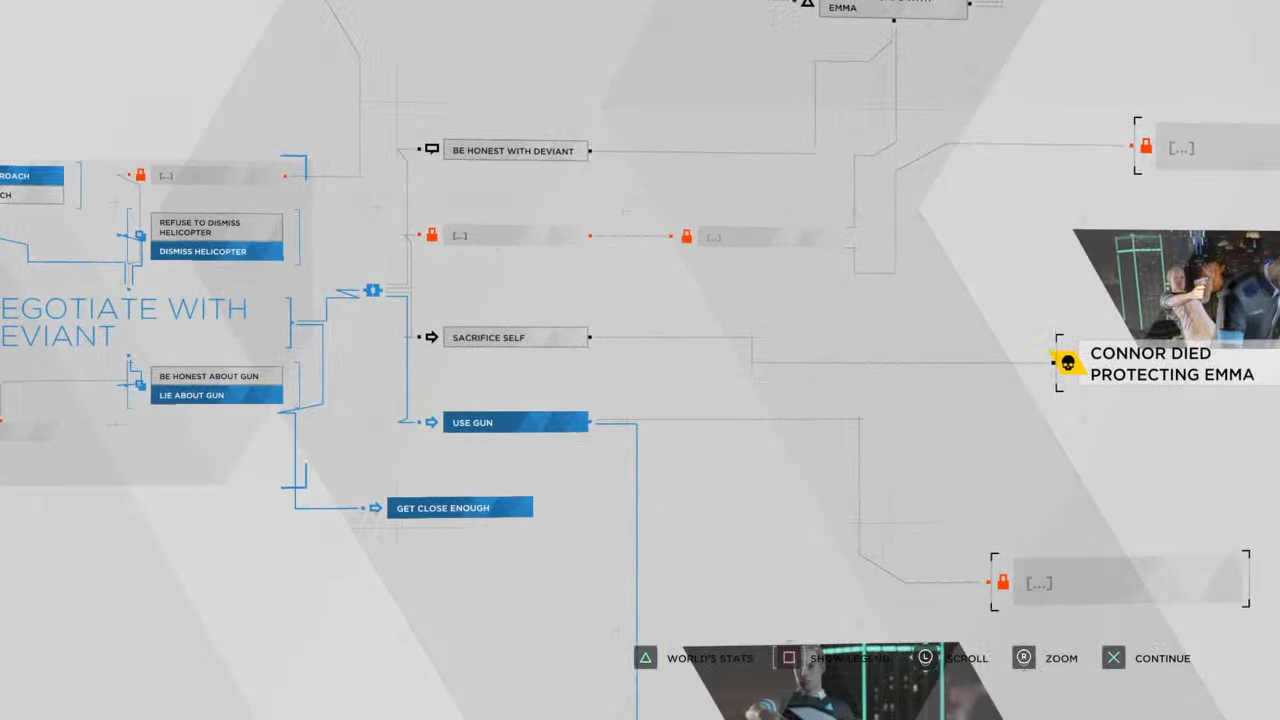 EMMA
BE HONEST WITH DEVIANT
[...]
ROACH
CH
[...]
REFUSE TO DISMISS
HELICOPTER
DISMISS HELICOPTER
[...]
[...]
EGOTIATE WITH
EVIANT
SACRIFICE SELF
CONNOR DIED
PROTECTING EMMA
BE HONEST ABOUT GUN
LIE ABOUT GUN
USE GUN
GET CLOSE ENOUGH
[...]
WORLD'S STATS
SHOW LEGEND
L
SCROLL
R
ZOOM
CONTINUE